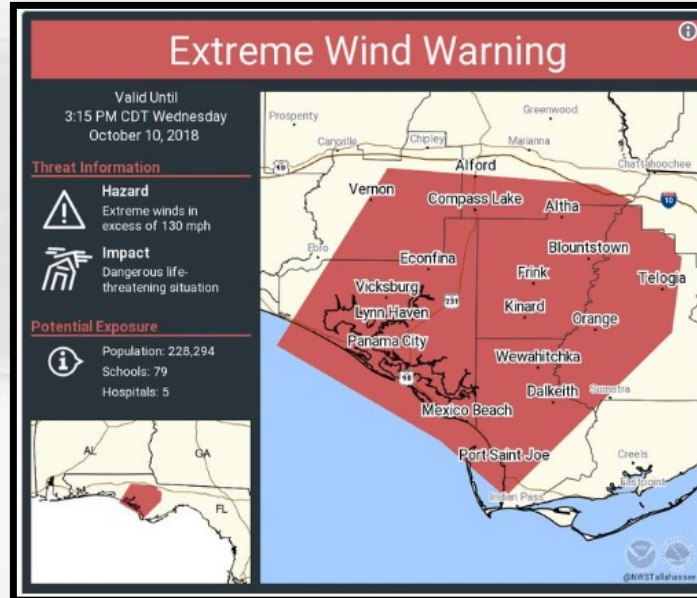 Extreme Wind Warning
Valid Until
3:15 PM CDT Wednesday
October 10, 2018
Threat Information
Hazard
Extreme winds in
excess of 130 mph
Impact
Dangerous life-
threatening situation
Potential Exposure
Population: 228,294
Schools: 79
Hospitals: 5
AL
GA
FL
Prosperity
Greenwood
Caryville
Chipley
Marianna
Chattahoochee
90
Alford
10
Vernon
Compass Lake
Altha
Ebro
Econfina
Blountstown
Frink
Telogia
Vicksburg
231
Lynn Haven
Kinard
Orange
Panama City
Wewahitchka
98
Dalkeith
Sumatra
Mexico Beach
Port Saint Joe
Creels
Eastpoint
Indian Pass
@NWSTallahassee